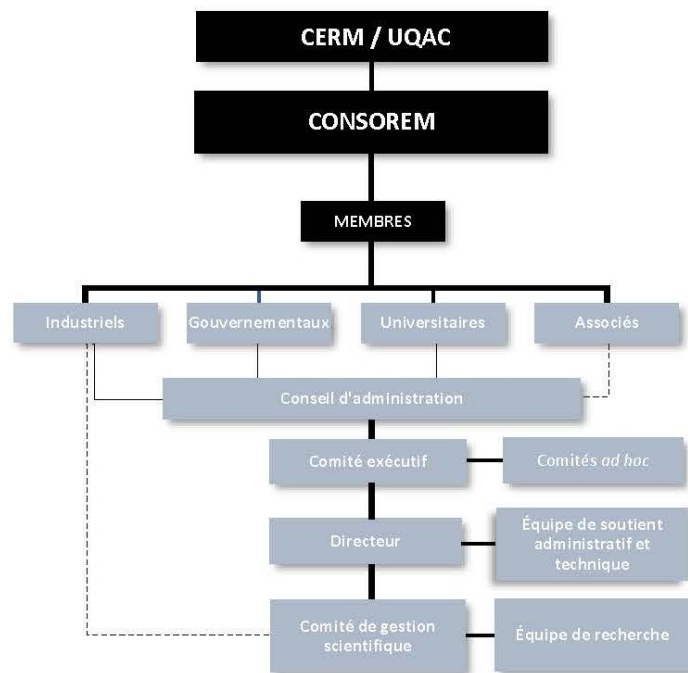 CERM / UQAC
CONSOREM
MEMBRES
Industriels
Gouvernementaux
Universitaires
Associés
Conseil d'administration
Comité exécutif
Comités ad hoc
Directeur
Équipe de soutient
administratif et
technique
Comité de gestion
scientifique
Équipe de recherche